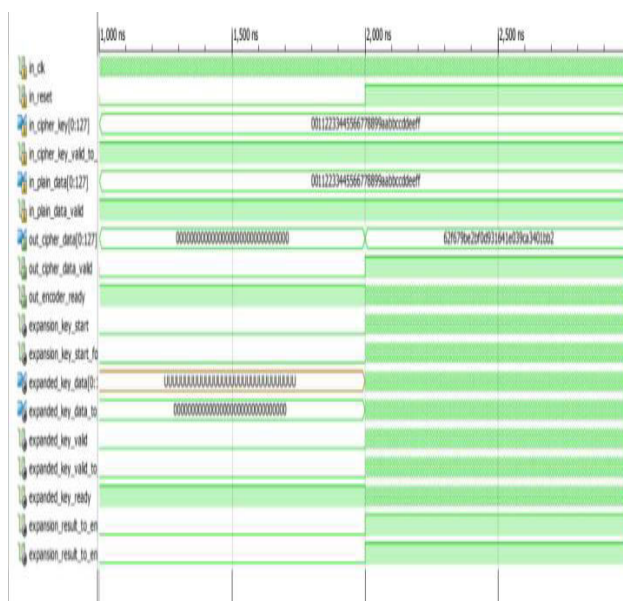 1,000 ns
1,500 ns
2,000 ns
2,500 ns
in_clk
in_reset
in_cipher_key[0:127]
00112233445566778899aabbccddeeff
in_cipher_key_valid_to_
in_plain_data[0:127]
00112233445566778899aabbccddeeff
in_plain_data_valid
out_cipher_data[0:127]
00000000000000000000000000000000
62f679be2bf0d931641e039ca3401bb2
out_cipher_data_valid
out_encoder_ready
expansion_key_start
expansion_key_start_fo
expanded_key_data[0:
UUUUUUUUUUUUUUUUUUUUUUUUUUUUUUUU
expanded_key_data_to
00000000000000000000000000000000
expanded_key_valid
expanded_key_valid_to
expanded_key_ready
expansion_result_to_en
expansion_result_to_en